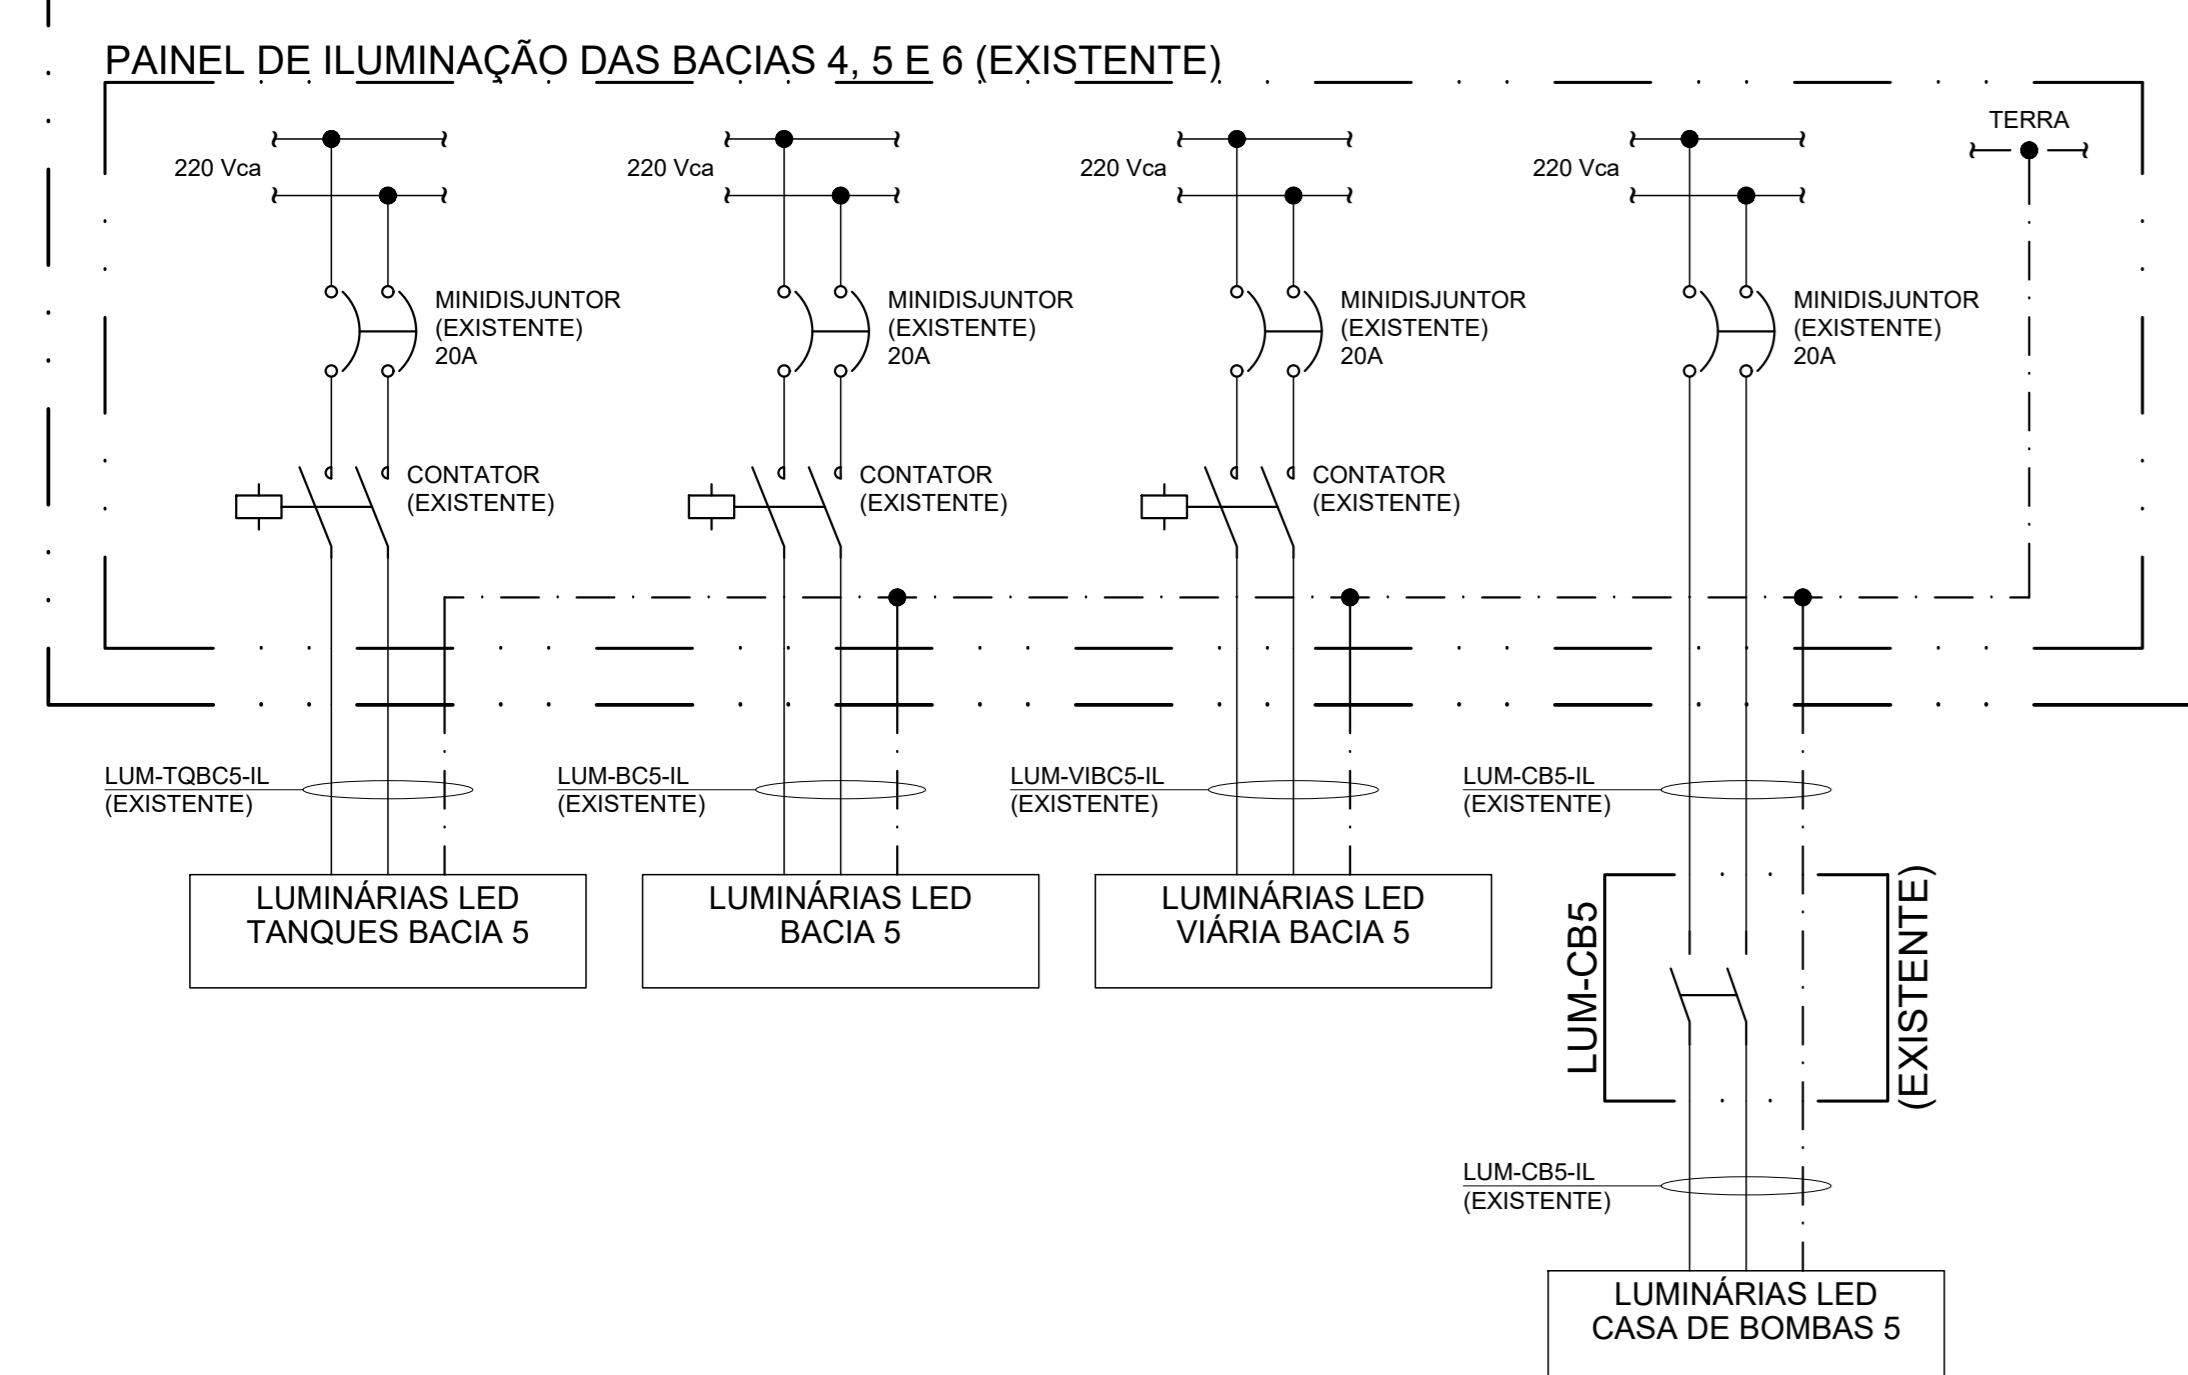 PAINEL DE ILUMINAÇÃO DAS BACIAS 4, 5 E 6 (EXISTENTE)
TERRA
220 Vca
220 Vca
220 Vca
220 Vca
MINIDISJUNTOR
(EXISTENTE)
20A
MINIDISJUNTOR
(EXISTENTE)
20A
MINIDISJUNTOR
(EXISTENTE)
20A
MINIDISJUNTOR
(EXISTENTE)
20A
CONTATOR
(EXISTENTE)
CONTATOR
(EXISTENTE)
CONTATOR
(EXISTENTE)
LUM-TQBC5-IL
(EXISTENTE)
LUM-BC5-IL
(EXISTENTE)
LUM-VIBC5-IL
(EXISTENTE)
LUM-CB5-IL
(EXISTENTE)
LUMINÁRIAS LED
TANQUES BACIA 5
LUMINÁRIAS LED
BACIA 5
LUMINÁRIAS LED
VIÁRIA BACIA 5
LUM-CB5
(EXISTENTE)
LUM-CB5-IL
(EXISTENTE)
LUMINÁRIAS LED
CASA DE BOMBAS 5